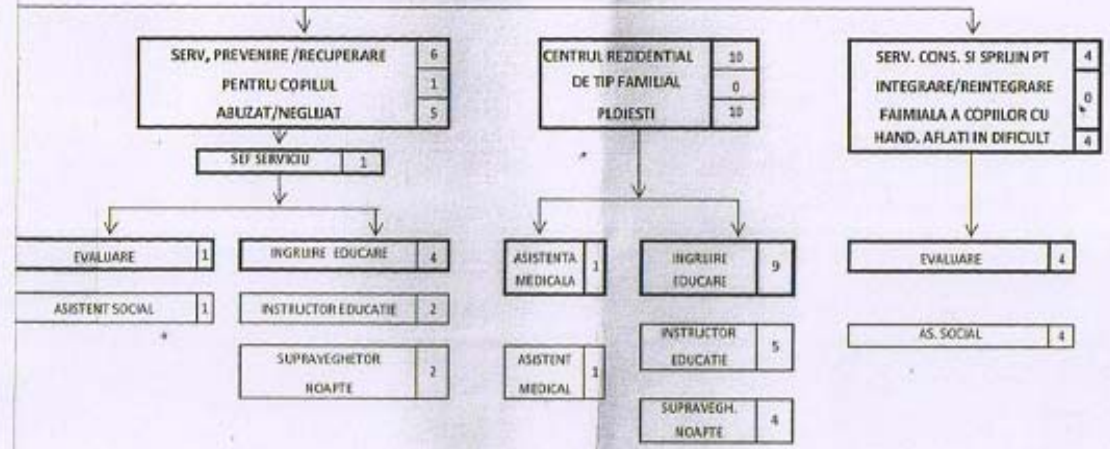 SERV, PREVENIRE /RECUPERARE 6
PENTRU COPILUL 1
ABUZAT/NEGLIJAT 5
CENTRUL REZIDENTIAL 10
DE TIP FAMILIAL 0
PLOIESTI 10
SERV. CONS. SI SPRIJIN PT 4
INTEGRARE/REINTEGRARE 0
FAIMIALA A COPIILOR CU
HAND. AFLATI IN DIFICULT 4
SEF SERVICIU 1
EVALUARE 1
INGRIJIRE EDUCARE 4
ASISTENTA
MEDICALA 1
INGRIJIRE
EDUCARE 9
EVALUARE 4
ASISTENT SOCIAL 1
INSTRUCTOR EDUCATIE 2
SUPRAVEGHETOR
NOAPTE 2
ASISTENT
MEDICAL 1
INSTRUCTOR
EDUCATIE 5
SUPRAVEGH.
NOAPTE 4
AS. SOCIAL 4